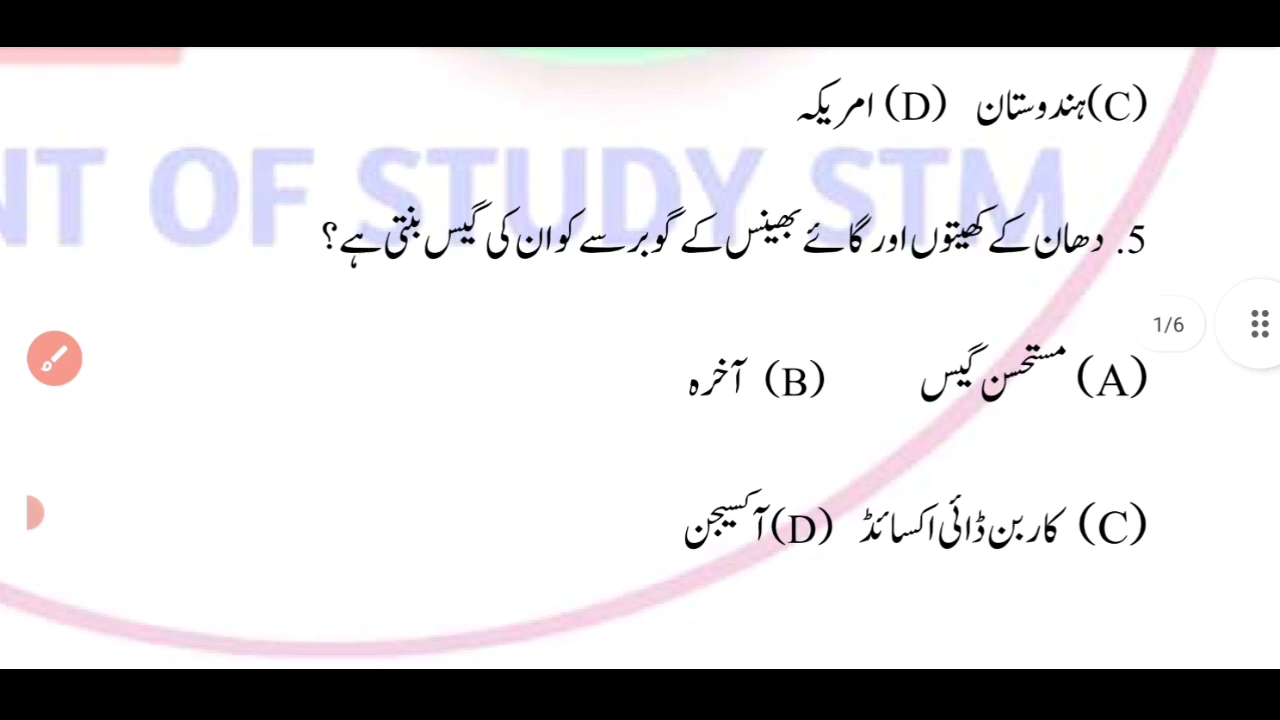 (C)ہندوستان (D) امریکہ
NT OF STUDY STM
5. دھان کے کھیتوں اور گائے بھینس کے گوبر سے کو ان کی گیس بنتی ہے؟
1/6
(A) مستحسن گیس (B) آخرہ
(C) کاربن ڈائی اکسائڈ (D)آکسیجن